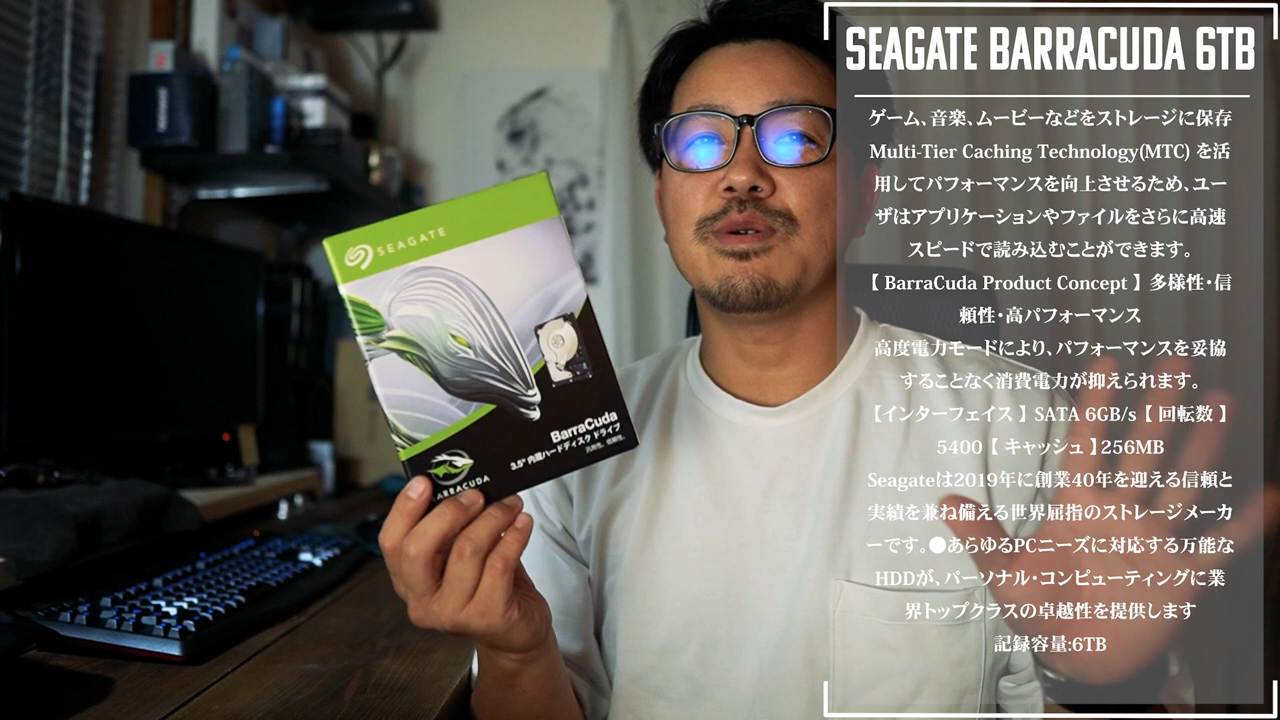 SEAGATE BARRACUDA 6TB
ゲーム、音楽、ムービーなどをストレージに保存
Multi-Tier Caching Technology(MTC) を活
用してパフォーマンスを向上させるため、ユー
ザはアプリケーションやファイルをさらに高速
スピードで読み込むことができます。
【 BarraCuda Product Concept 】 多様性・信
頼性・高パフォーマンス
高度電力モードにより、パフォーマンスを妥協
することなく消費電力が抑えられます。
【インターフェイス 】 SATA 6GB/s 【 回転数 】
5400 【 キャッシュ 】256MB
Seagateは2019年に創業40年を迎える信頼と
実績を兼ね備える世界屈指のストレージメーカ
ーです。●あらゆるPCニーズに対応する万能な
HDDが、パーソナル・コンピューティングに業
界トップクラスの卓越性を提供します
記録容量:6TB
SEAGATE
BarraCuda
3.5" 内蔵ハードディスク ドライブ
汎用性。信頼性。
BARRACUDA